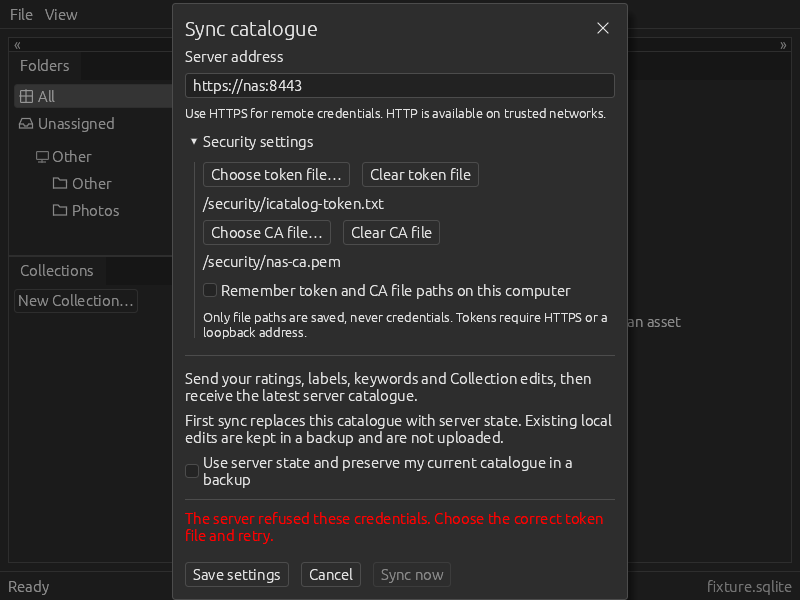 File View
Sync catalogue
Server address
https://nas:8443
Use HTTPS for remote credentials. HTTP is available on trusted networks.
Security settings
Choose token file... Clear token file
/security/icatalog-token.txt
Choose CA file... Clear CA file
/security/nas-ca.pem
Remember token and CA file paths on this computer
Only file paths are saved, never credentials. Tokens require HTTPS or a
loopback address.
Send your ratings, labels, keywords and Collection edits, then
receive the latest server catalogue.
First sync replaces this catalogue with server state. Existing local
edits are kept in a backup and are not uploaded.
Use server state and preserve my current catalogue in a
backup
The server refused these credentials. Choose the correct token
file and retry.
Save settings Cancel Sync now
« »
Folders
All
Unassigned
Other
Other
Photos
Collections
New Collection...
an asset
Ready
fixture.sqlite